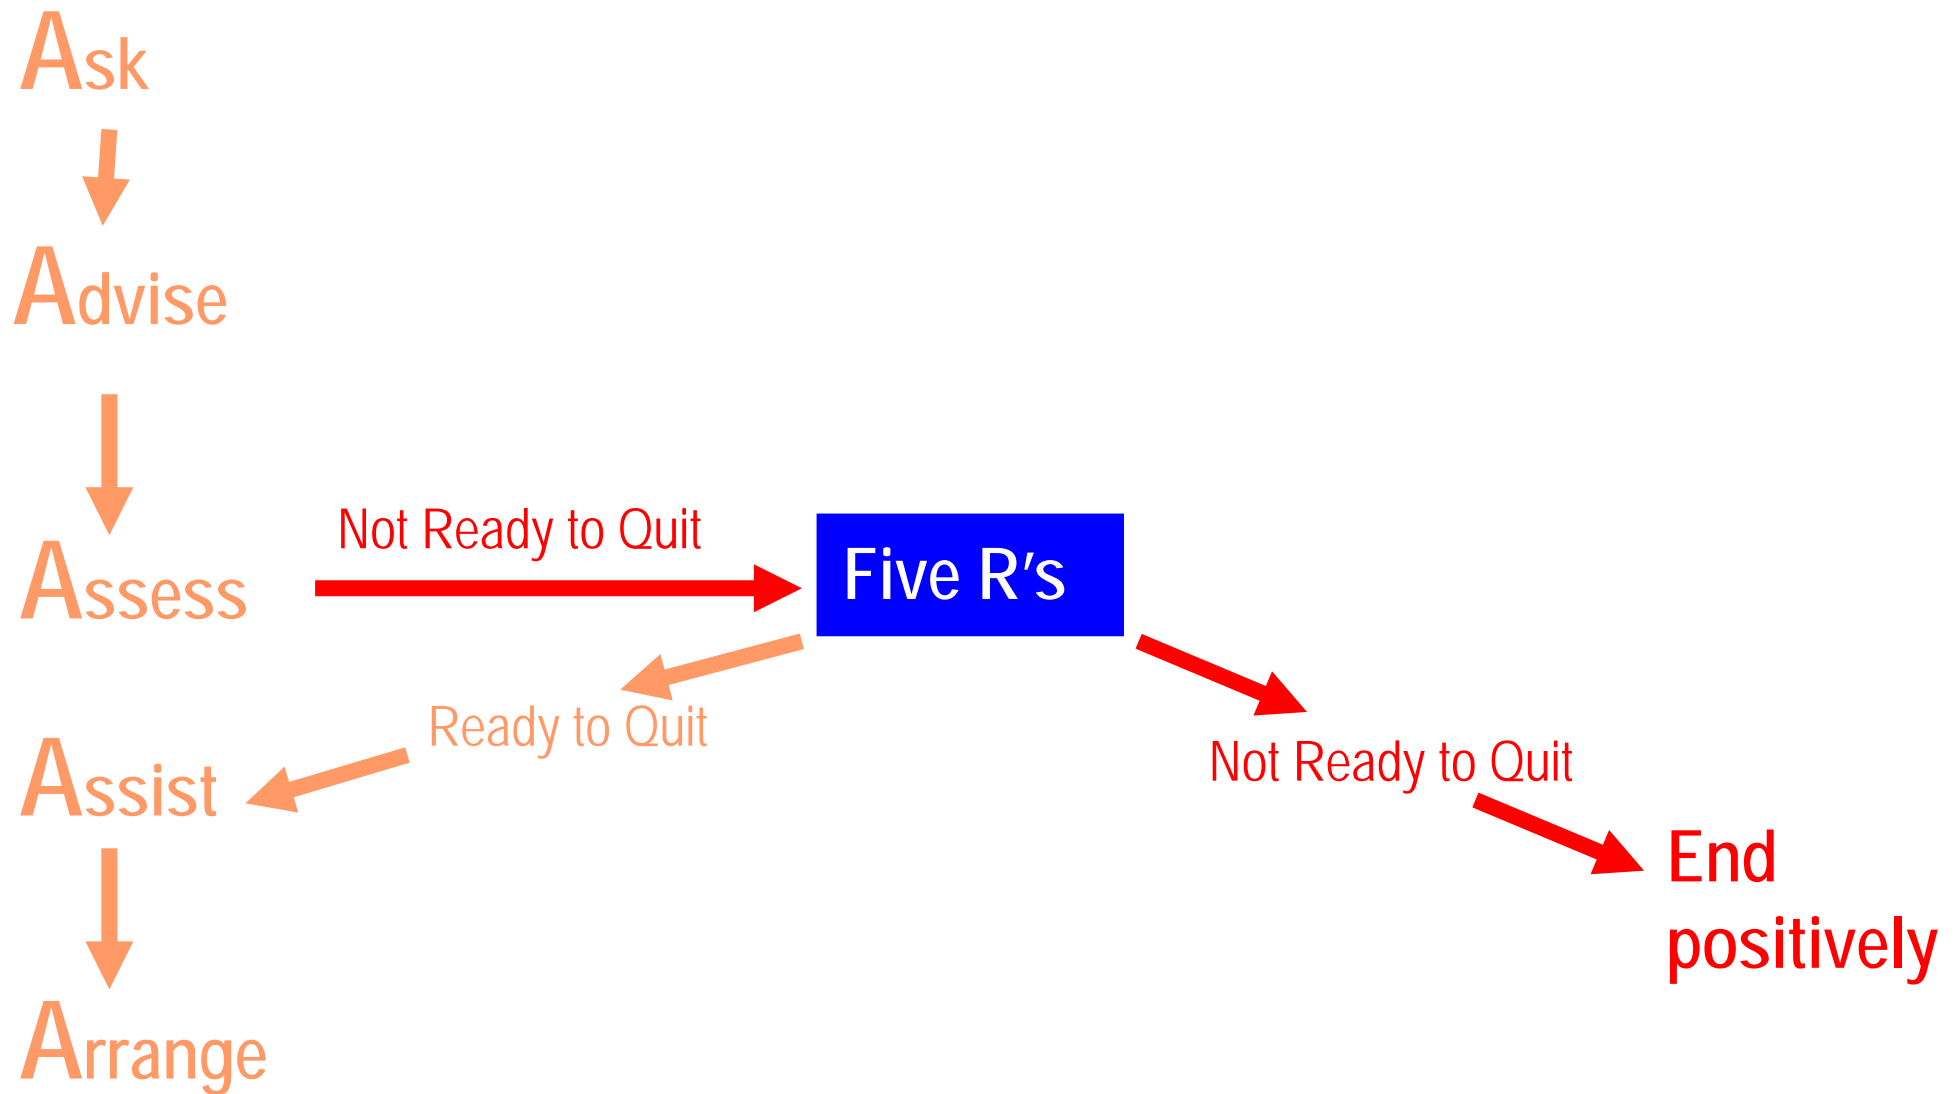 Ask
Advise
Not Ready to Quit
Five R's
Assess
Ready to Quit
Assist
Not Ready to Quit
End
positively
Arrange